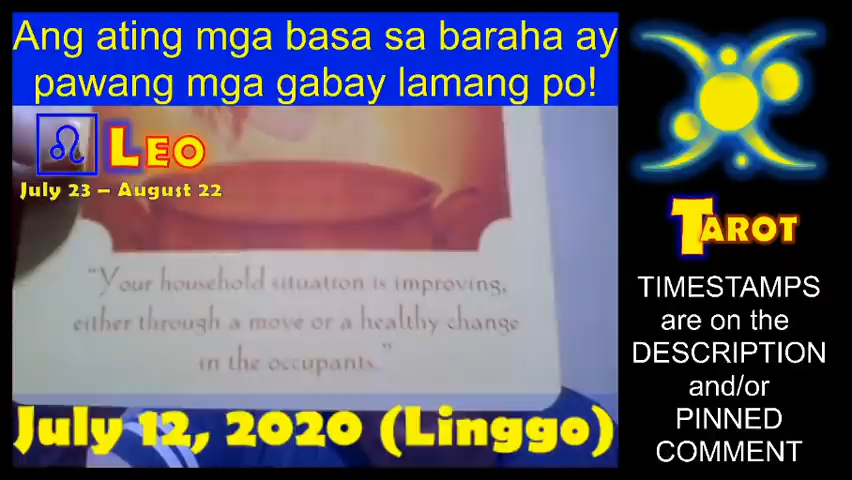 Ang ating mga basa sa baraha ay
pawang mga gabay lamang po!
♌ LEO
July 23 – August 22
"Your household situation is improving,
either through a move or a healthy change
in the occupants."
July 12, 2020 (Linggo)
TAROT
TIMESTAMPS
are on the
DESCRIPTION
and/or
PINNED
COMMENT